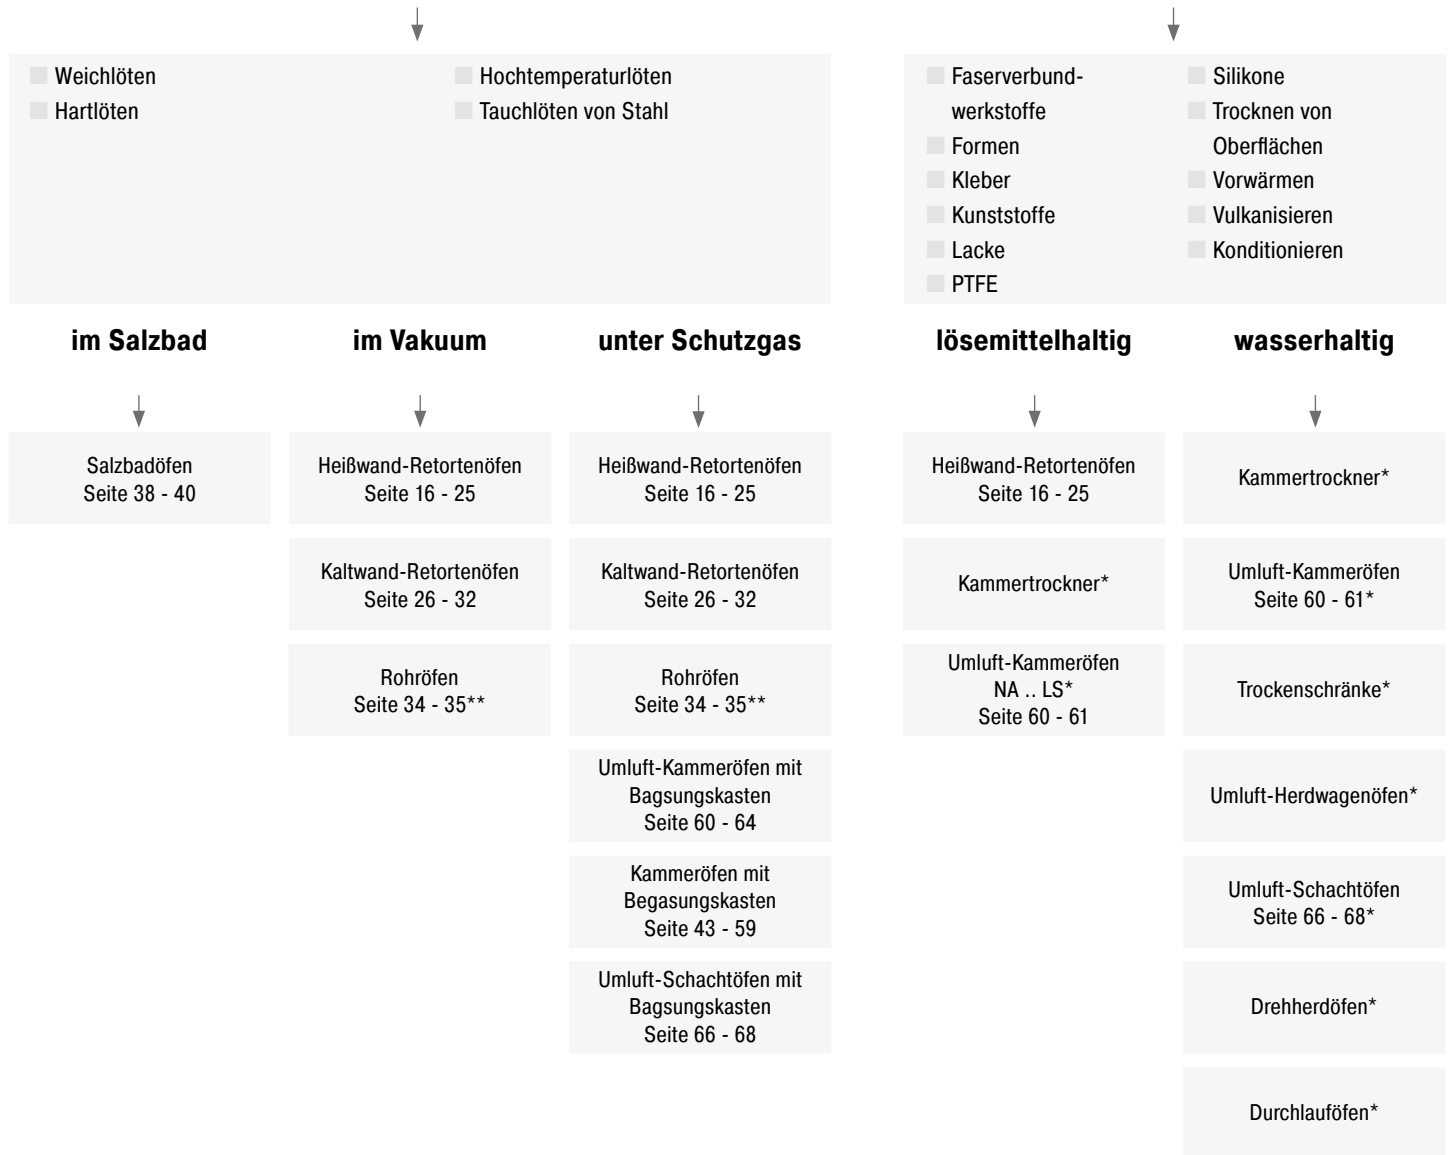 Weichlöten
Hartlöten
Hochtemperaturlöten
Tauchlöten von Stahl
Faserverbund-
werkstoffe
Formen
Kleber
Kunststoffe
Lacke
PTFE
Silikone
Trocknen von
Oberflächen
Vorwärmen
Vulkanisieren
Konditionieren
im Salzbad
Salzbadöfen
Seite 38 - 40
im Vakuum
Heißwand-Retortenöfen
Seite 16 - 25
Kaltwand-Retortenöfen
Seite 26 - 32
Rohröfen
Seite 34 - 35**
unter Schutzgas
Heißwand-Retortenöfen
Seite 16 - 25
Kaltwand-Retortenöfen
Seite 26 - 32
Rohröfen
Seite 34 - 35**
Umluft-Kammeröfen mit
Bagsungskasten
Seite 60 - 64
Kammeröfen mit
Begasungskasten
Seite 43 - 59
Umluft-Schachtöfen mit
Bagsungskasten
Seite 66 - 68
lösemittelhaltig
Heißwand-Retortenöfen
Seite 16 - 25
Kammertrockner*
Umluft-Kammeröfen
NA .. LS*
Seite 60 - 61
wasserhaltig
Kammertrockner*
Umluft-Kammeröfen
Seite 60 - 61*
Trockenschränke*
Umluft-Herdwagenöfen*
Umluft-Schachtöfen
Seite 66 - 68*
Drehherdöfen*
Durchlauföfen*